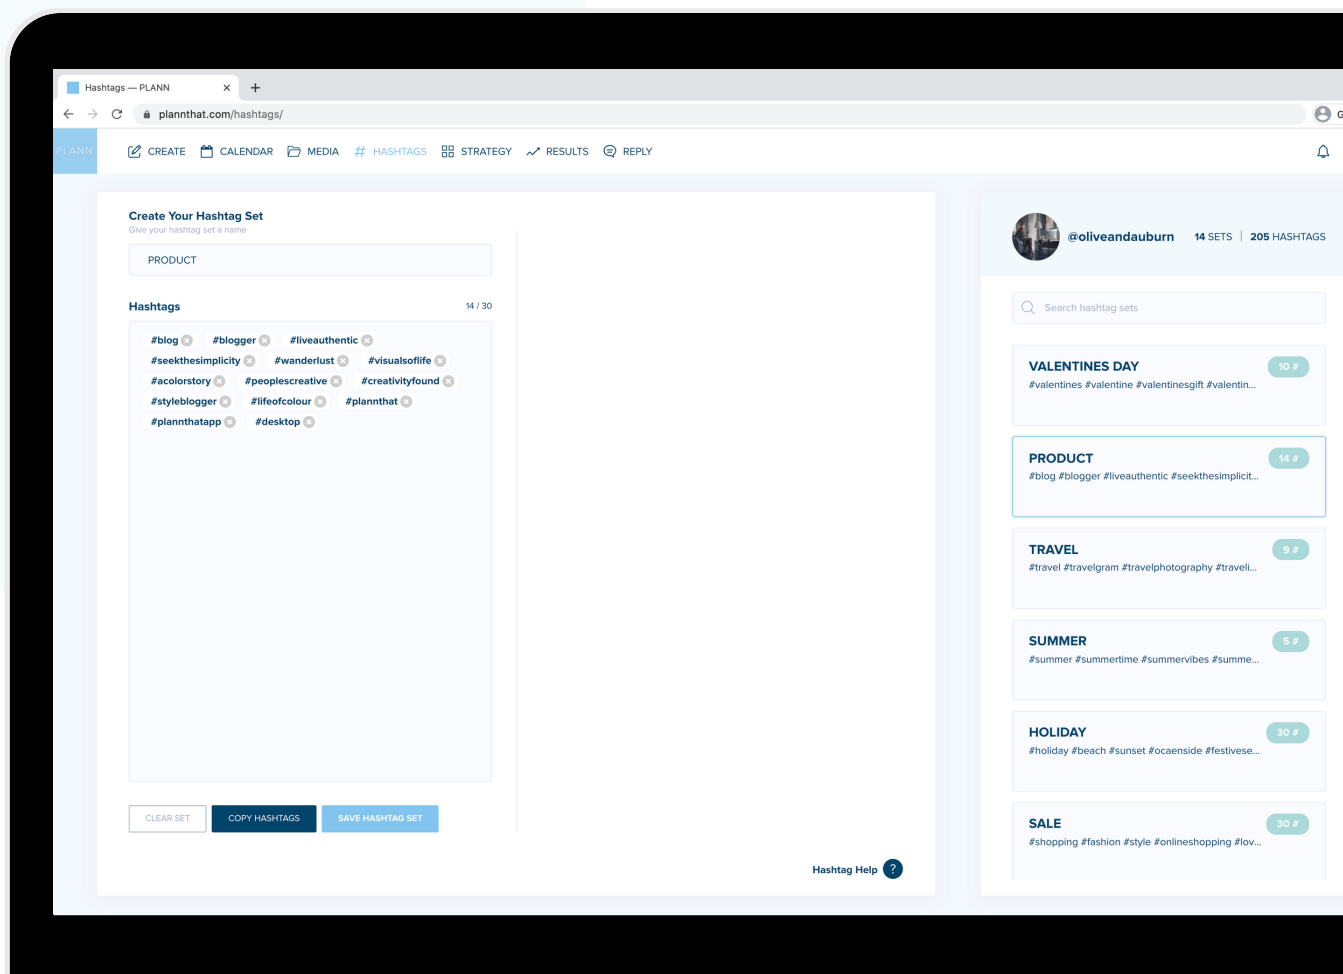 Hashtags — PLANN
plannthat.com/hashtags/
G
PLANN
CREATE CALENDAR MEDIA # HASHTAGS STRATEGY RESULTS REPLY
Create Your Hashtag Set
Give your hashtag set a name
PRODUCT
Hashtags 14 / 30
#blog #blogger #liveauthentic
#seekthesimplicity #wanderlust #visualsoflife
#acolorstory #peoplescreative #creativityfound
#styleblogger #lifeofcolour #plannthat
#plannthatapp #desktop
CLEAR SET COPY HASHTAGS SAVE HASHTAG SET
Hashtag Help ?
@oliveandauburn 14 SETS | 205 HASHTAGS
Search hashtag sets
VALENTINES DAY 10 #
#valentines #valentine #valentinesgift #valentin...
PRODUCT 14 #
#blog #blogger #liveauthentic #seekthesimplicit...
TRAVEL 9 #
#travel #travelgram #travelphotography #traveli...
SUMMER 5 #
#summer #summertime #summervibes #summe...
HOLIDAY 30 #
#holiday #beach #sunset #ocaenside #festivese...
SALE 30 #
#shopping #fashion #style #onlineshopping #lov...